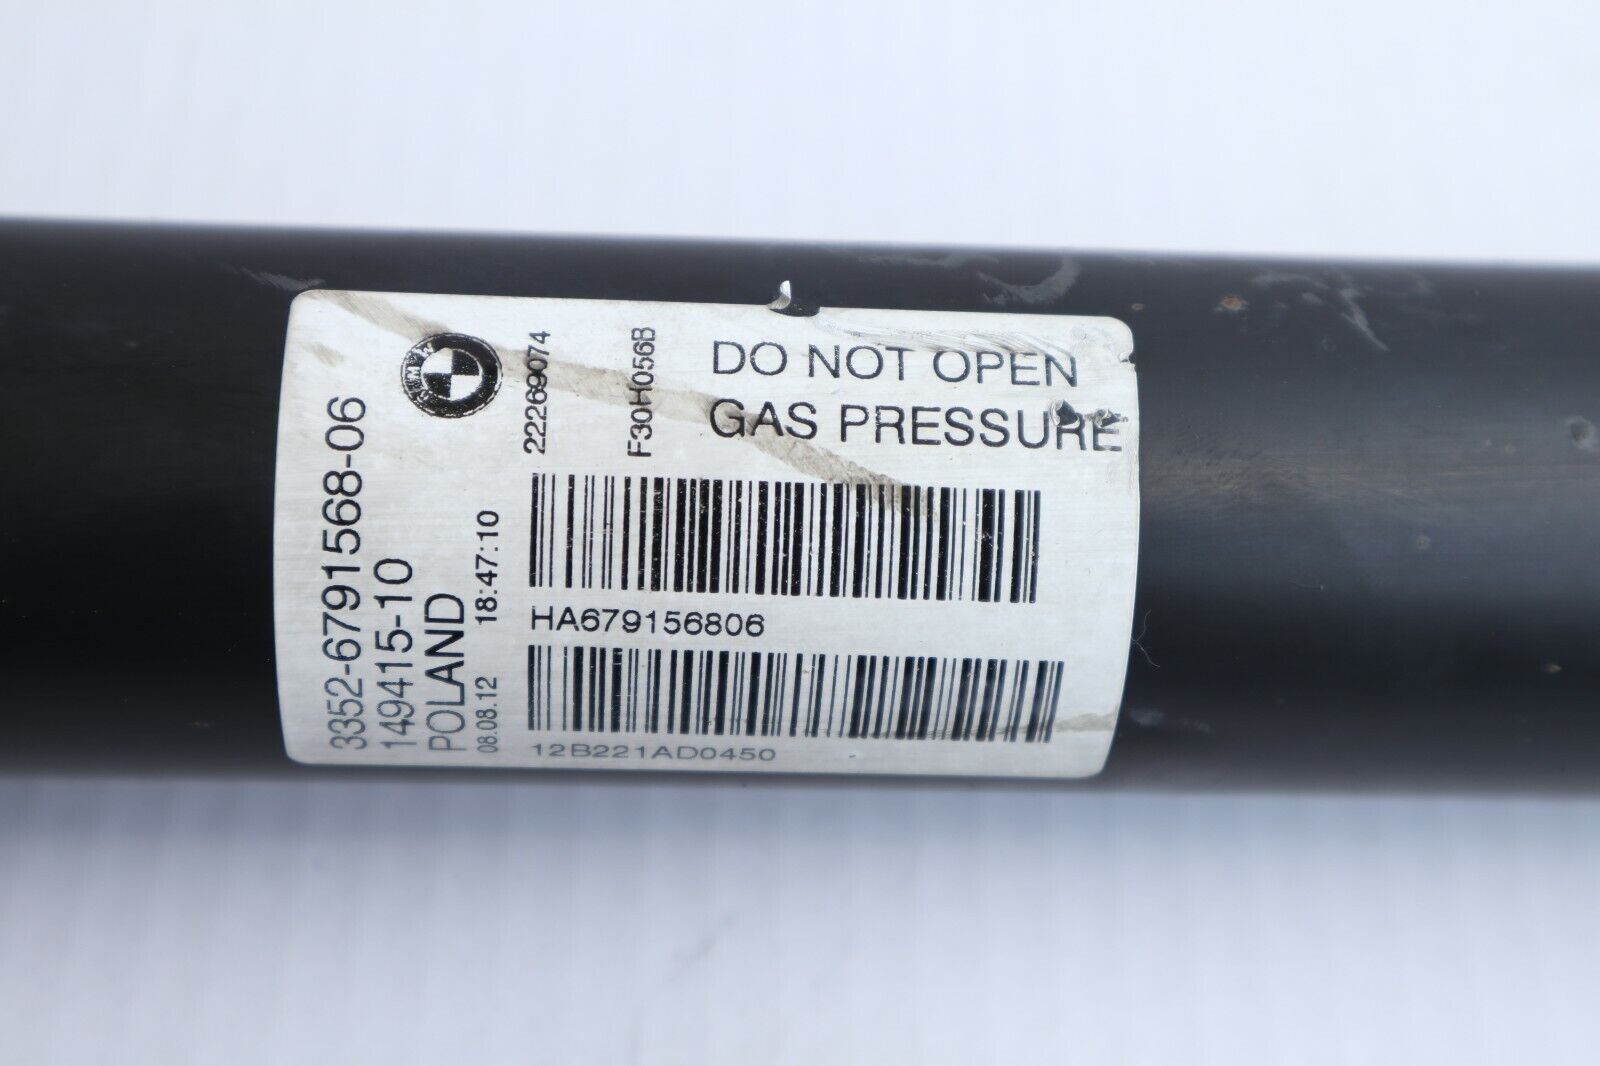 DO NOT OPEN
GAS PRESSURE
HA679156806
12B221AD0450
3352-6791568-06
149415-10
POLAND
08.08.12 18:47:10
22269074
F30H056B
BMW